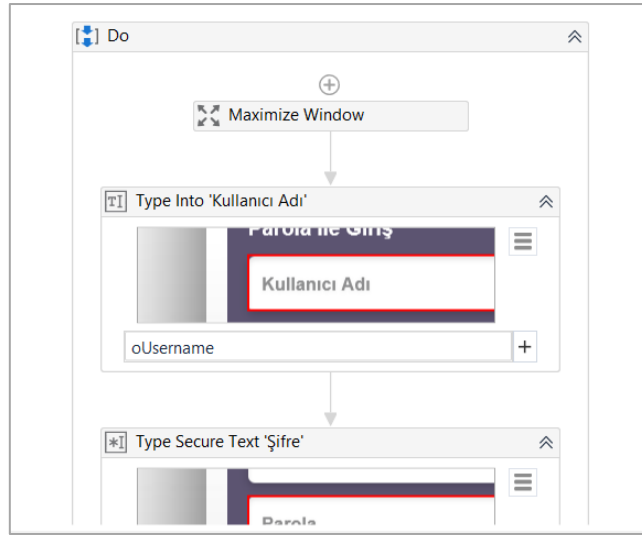 Do
Maximize Window
Type Into 'Kullanıcı Adı'
Parola ile Giriş
Kullanıcı Adı
oUsername
Type Secure Text 'Şifre'
Parola